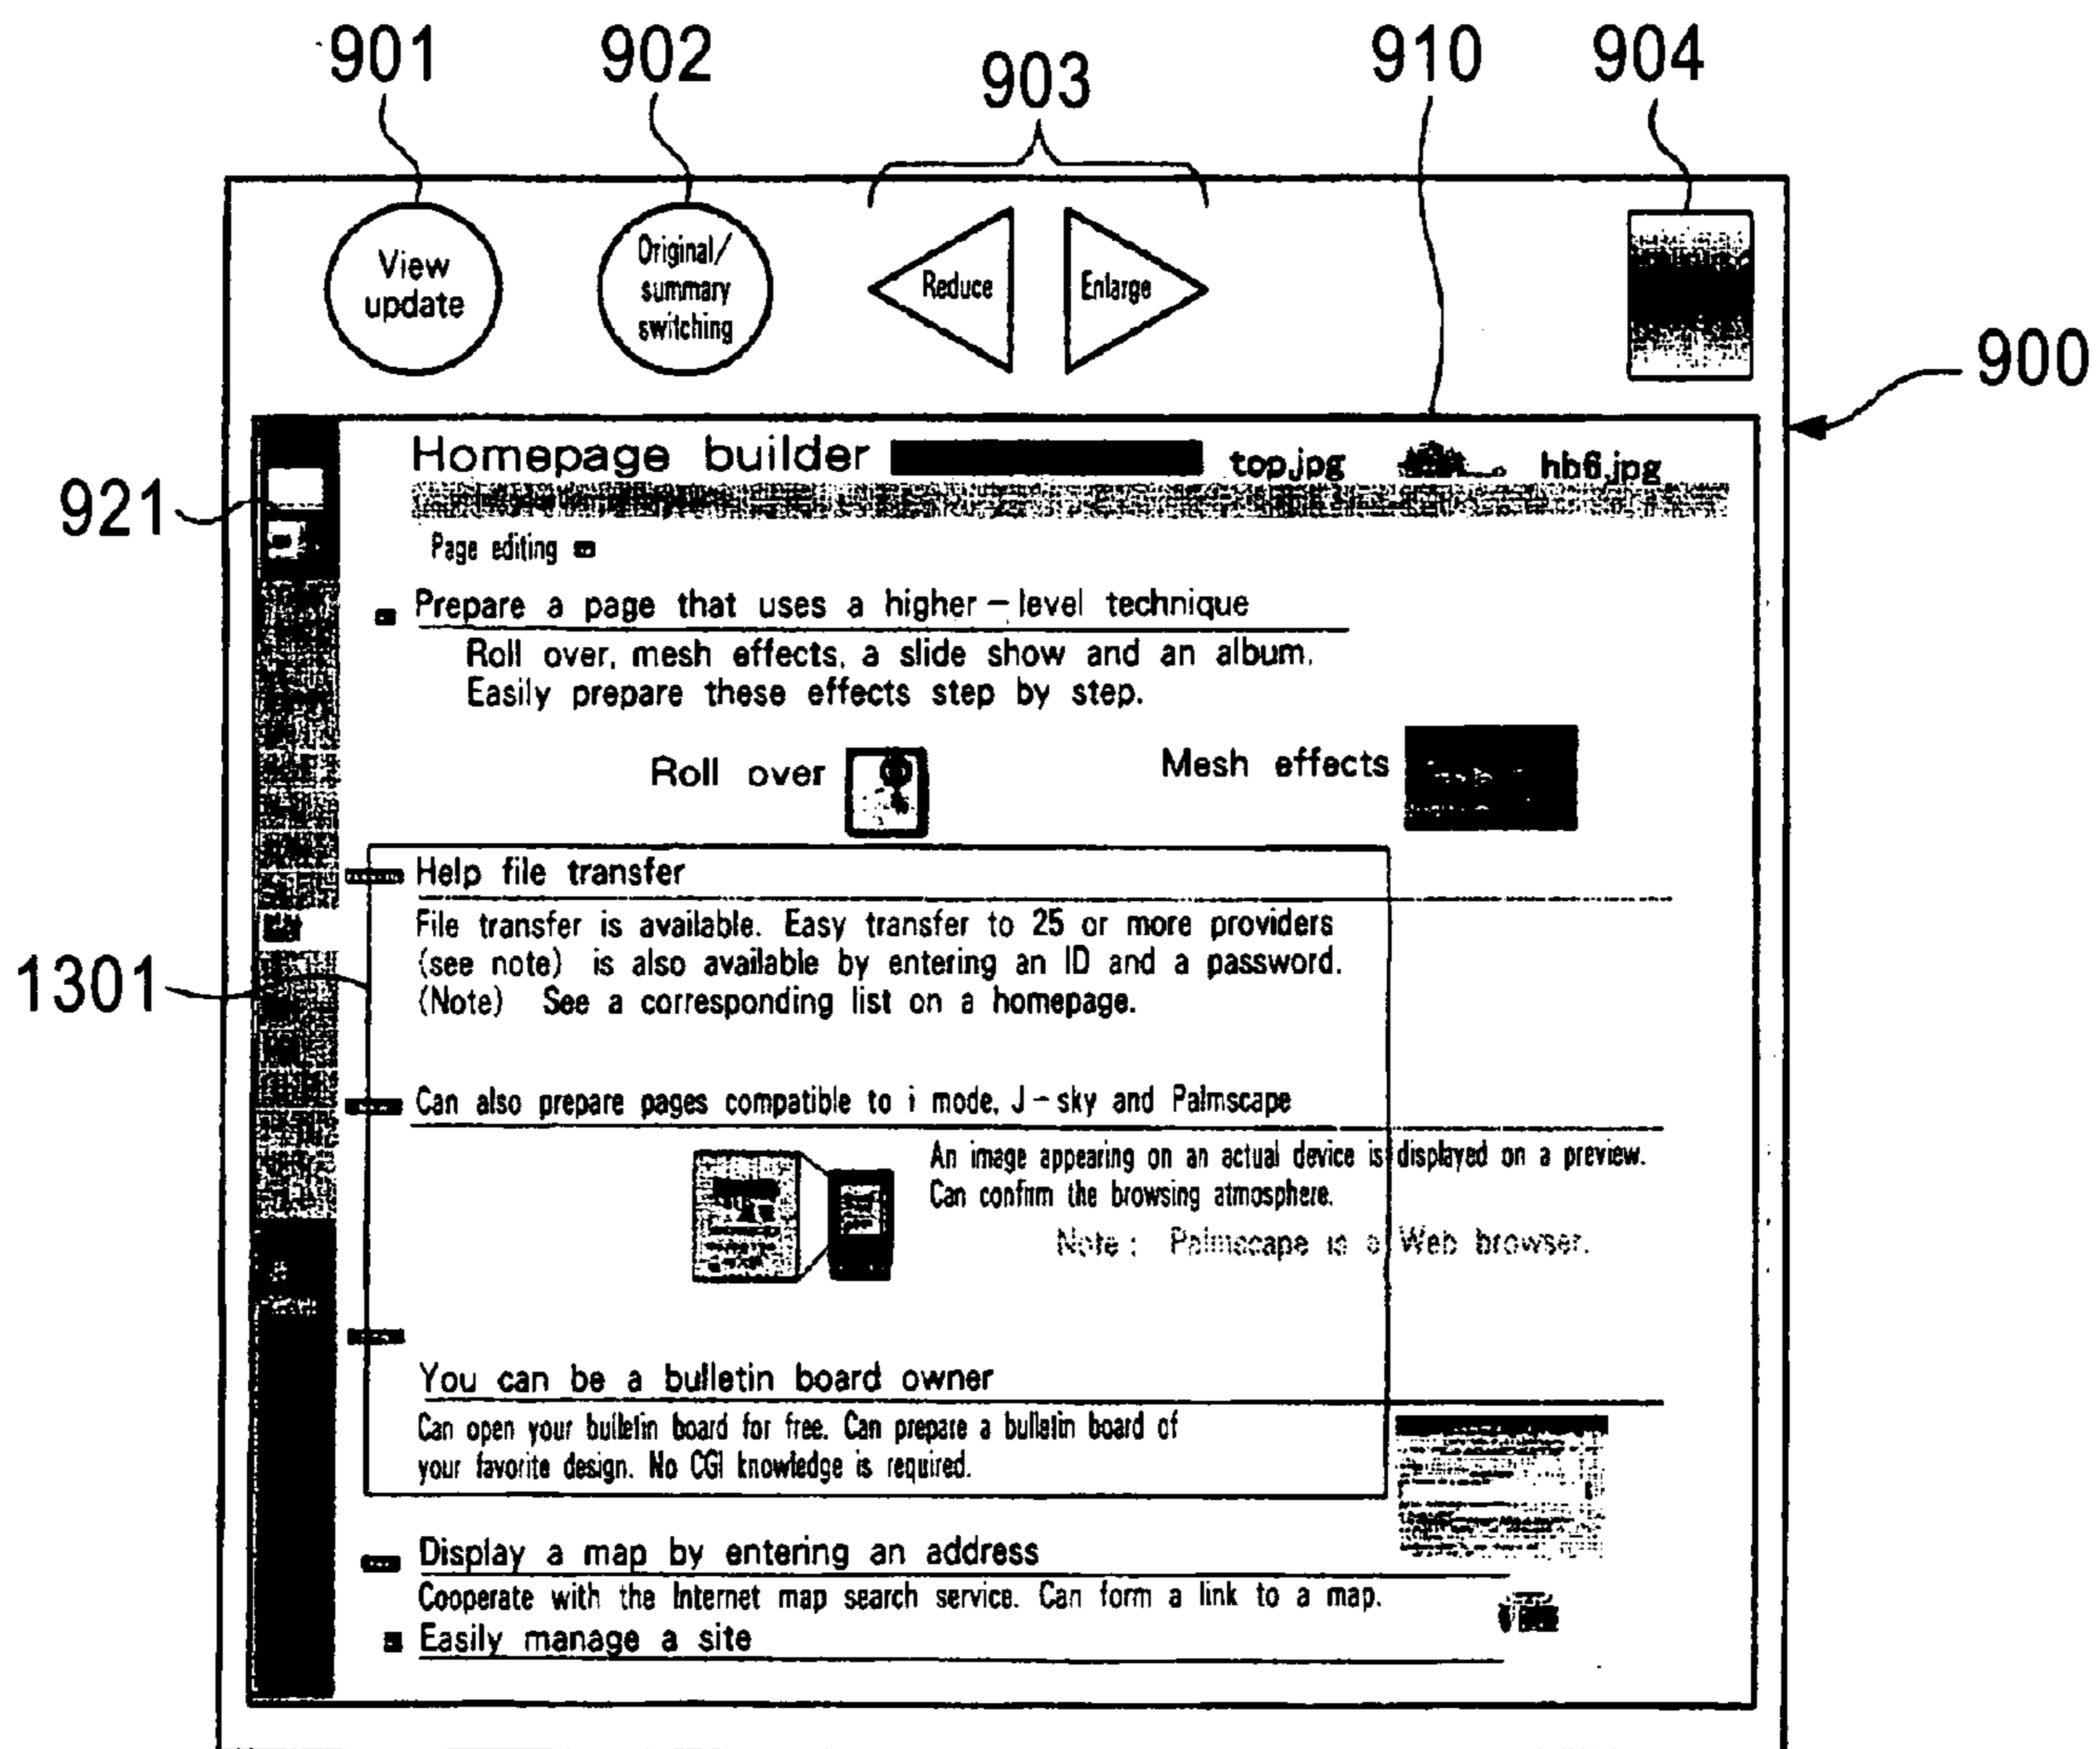 901
902
903
910
904
View
update
Original/
summary
switching
Reduce
Enlarge
900
Homepage builder
top.jpg
hb6.jpg
921
Page editing
Prepare a page that uses a higher-level technique
Roll over, mesh effects, a slide show and an album.
Easily prepare these effects step by step.
Roll over
Mesh effects
Help file transfer
File transfer is available. Easy transfer to 25 or more providers
(see note) is also available by entering an ID and a password.
(Note) See a corresponding list on a homepage.
1301
Can also prepare pages compatible to i mode, J-sky and Palmscape
An image appearing on an actual device is displayed on a preview.
Can confirm the browsing atmosphere.
Note: Palmscape is a Web browser.
You can be a bulletin board owner
Can open your bulletin board for free. Can prepare a bulletin board of
your favorite design. No CGI knowledge is required.
Display a map by entering an address
Cooperate with the Internet map search service. Can form a link to a map.
Easily manage a site